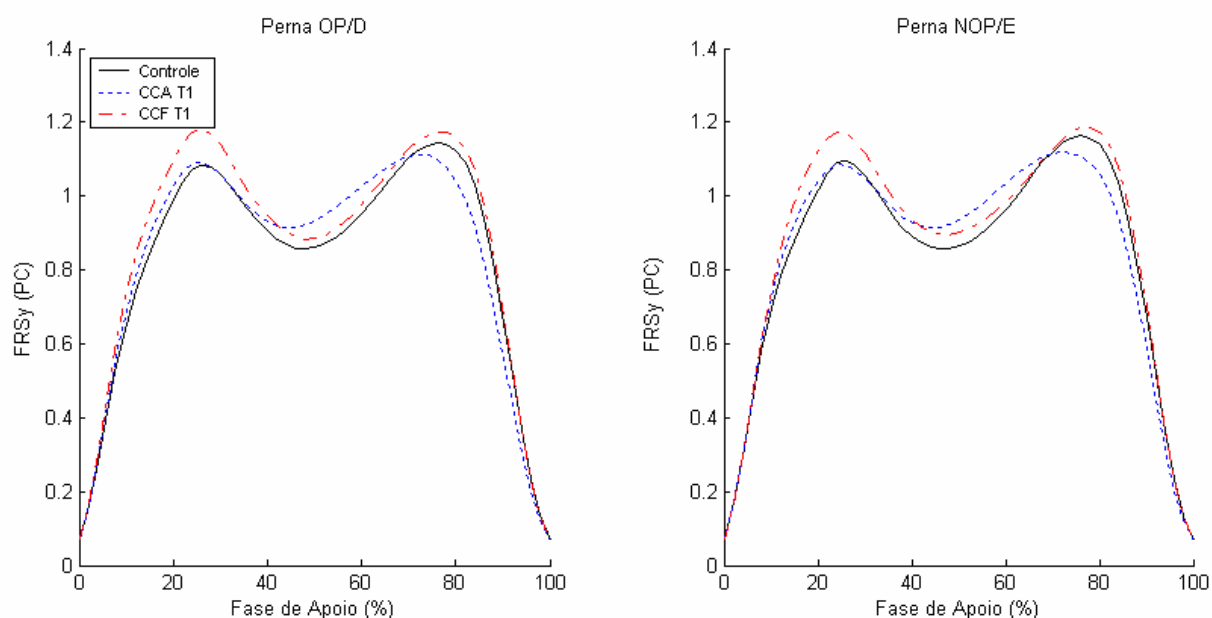 Perna OP/D
1.4
1.2
1
0.8
0.6
0.4
0.2
0
FRSy (PC)
Controle
CCA T1
CCF T1
0 20 40 60 80 100
Fase de Apoio (%)
Perna NOP/E
1.4
1.2
1
0.8
0.6
0.4
0.2
0
FRSy (PC)
0 20 40 60 80 100
Fase de Apoio (%)